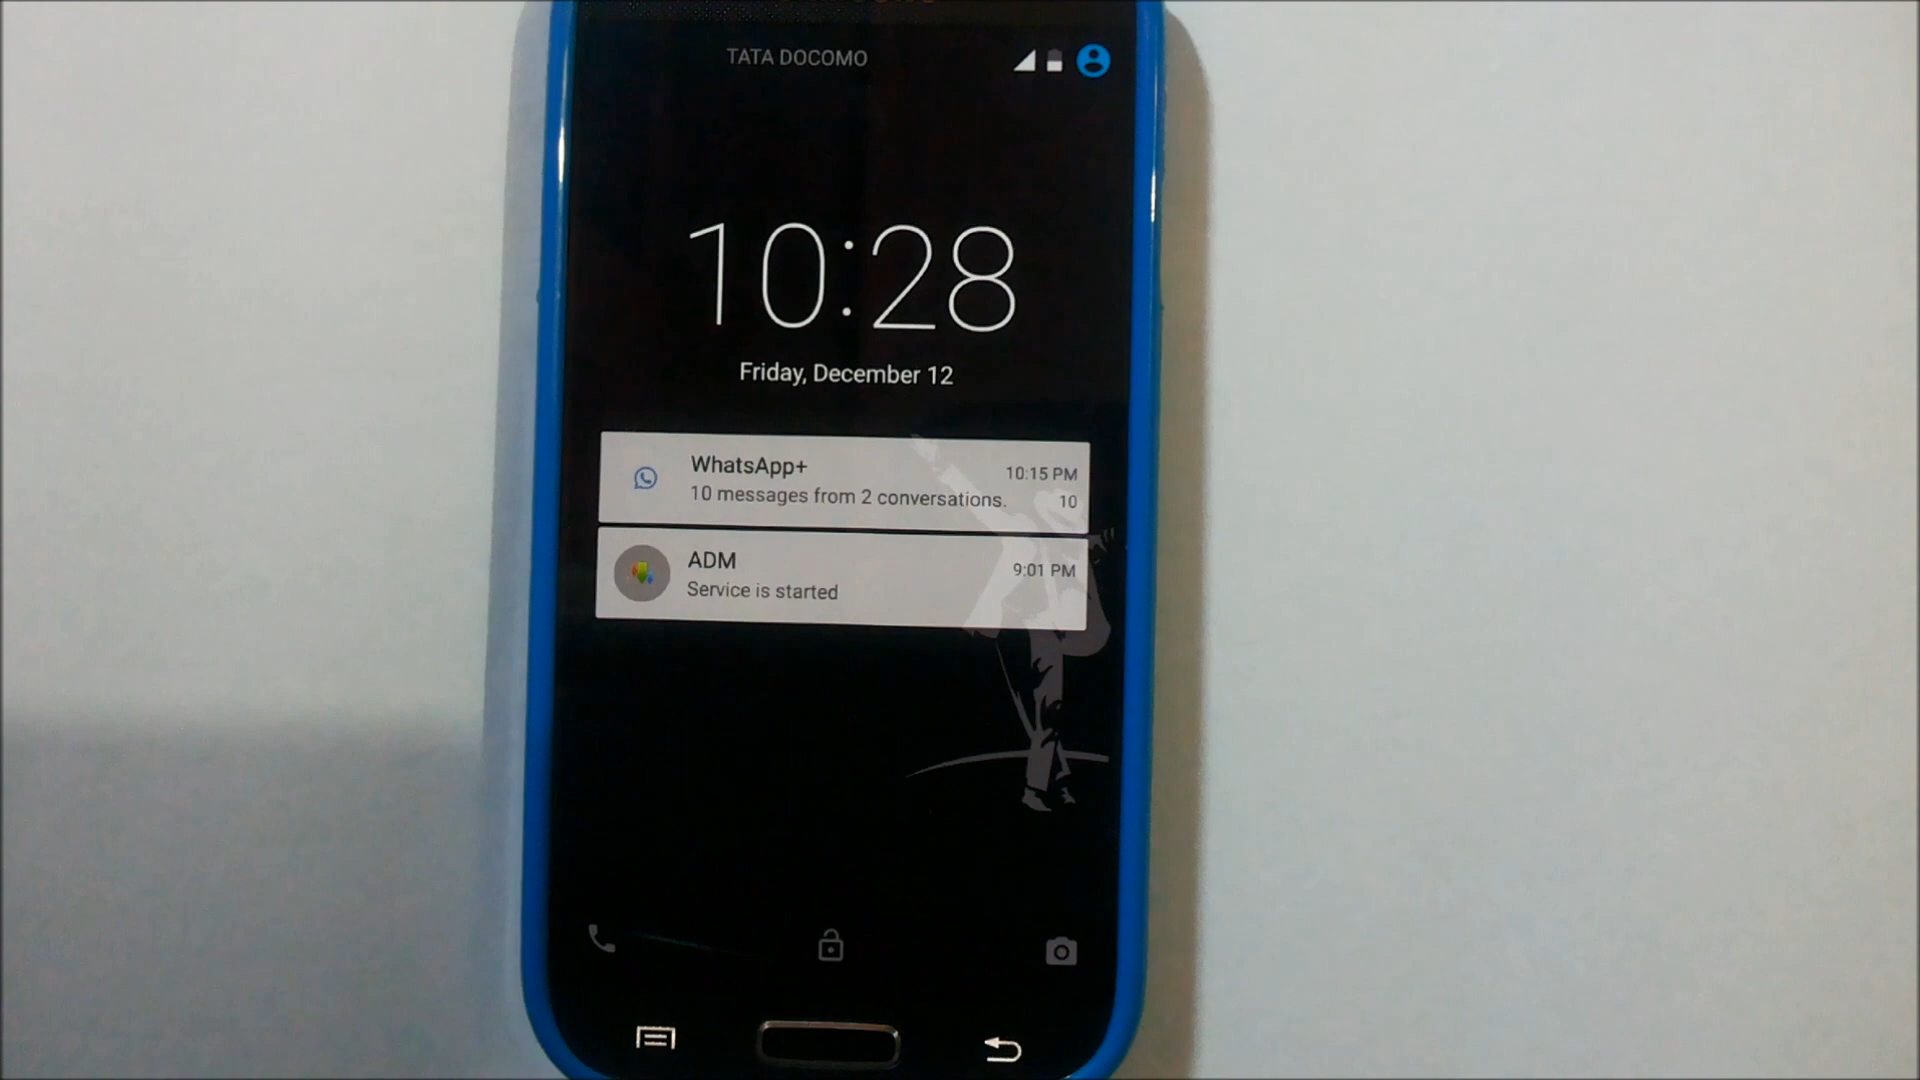 TATA DOCOMO
10:28
Friday, December 12
WhatsApp+
10:15 PM
10 messages from 2 conversations.
10
ADM
9:01 PM
Service is started